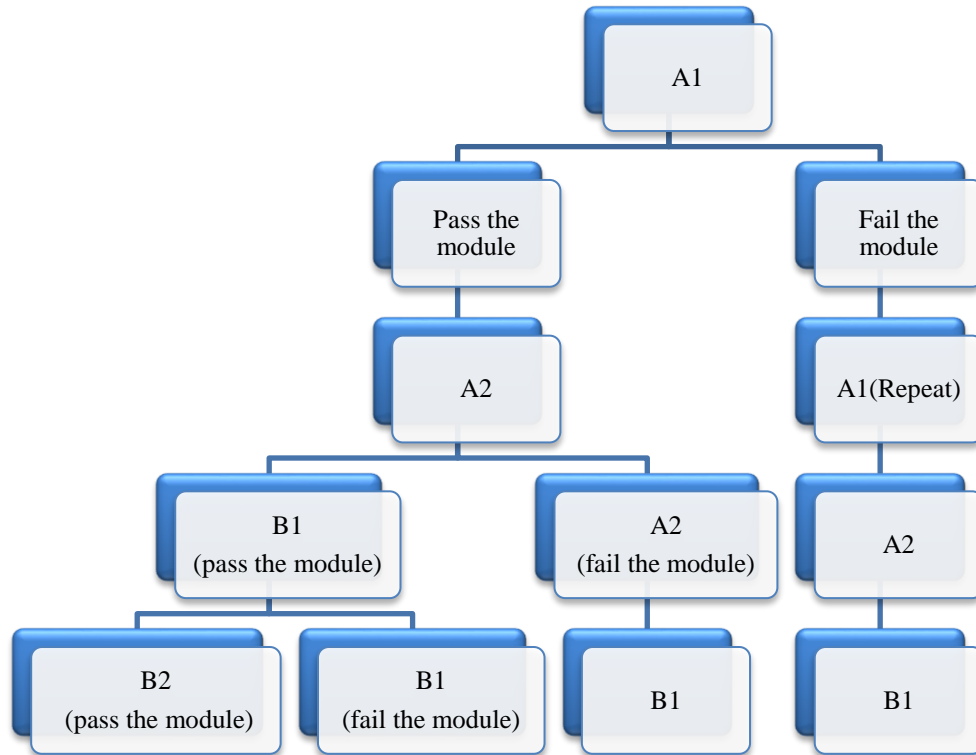 A1
Pass the
module
Fail the
module
A2
A1(Repeat)
B1
(pass the module)
A2
(fail the module)
A2
B2
(pass the module)
B1
(fail the module)
B1
B1